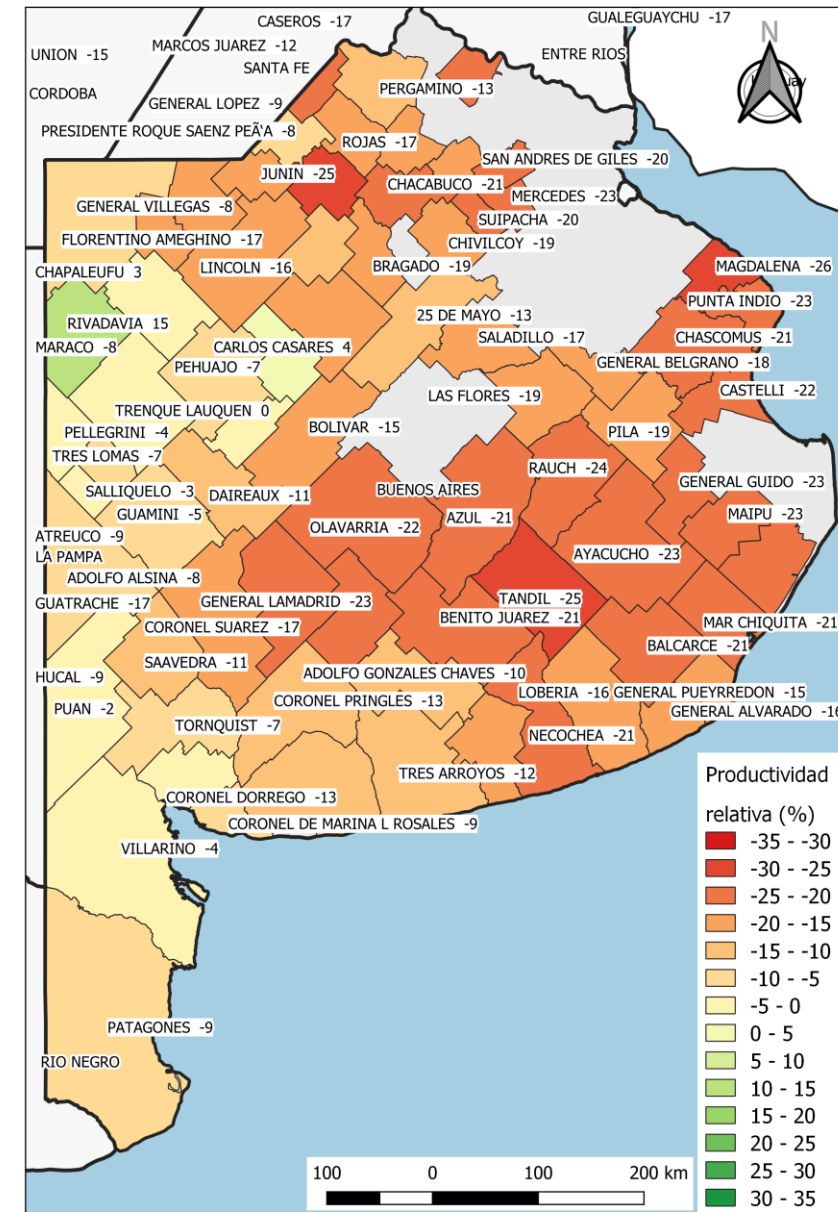 CASEROS -17
GUALEGUAYCHU -17
N
MARCOS JUAREZ -12
UNION -15
ENTRE RIOS
SANTA FE
CORDOBA
PERGAMINO -13
GENERAL LOPEZ -9
PRESIDENTE ROQUE SAENZ PEÑ'A -8
ROJAS -17
SAN ANDRES DE GILES -20
JUNIN -25
CHACABUCO -21
MERCEDES -23
GENERAL VILLEGAS -8
SUIPACHA -20
FLORENTINO AMEGHINO -17
CHIVILCOY -19
LINCOLN -16
BRAGADO -19
MAGDALENA -26
CHAPALEUFU 3
PUNTA INDIO -23
25 DE MAYO -13
RIVADAVIA 15
SALADILLO -17
CHASCOMUS -21
MARACO -8
CARLOS CASARES 4
GENERAL BELGRANO -18
PEHUAJO -7
CASTELLI -22
LAS FLORES -19
TRENQUE LAUQUEN 0
BOLIVAR -15
PILA -19
PELLEGRINI -4
TRES LOMAS -7
RAUCH -24
GENERAL GUIDO -23
SALLIQUELO -3
DAIREAUX -11
BUENOS AIRES
GUAMINI -5
MAIPU -23
AZUL -21
OLAVARRIA -22
ATREUCO -9
AYACUCHO -23
LA PAMPA
ADOLFO ALSINA -8
GUATRACHE -17
GENERAL LAMADRID -23
TANDIL -25
BENITO JUAREZ -21
MAR CHIQUITA -21
CORONEL SUAREZ -17
BALCARCE -21
SAAVEDRA -11
HUCAL -9
ADOLFO GONZALES CHAVES -10
LOBERIA -16
GENERAL PUEYRREDON -15
CORONEL PRINGLES -13
PUAN -2
GENERAL ALVARADO -16
TORNQUIST -7
NECOCHEA -21
TRES ARROYOS -12
CORONEL DORREGO -13
CORONEL DE MARINA L ROSALES -9
VILLARINO -4
PATAGONES -9
RIO NEGRO
Productividad
relativa (%)
-35 - -30
-30 - -25
-25 - -20
-20 - -15
-15 - -10
-10 - -5
-5 - 0
0 - 5
5 - 10
10 - 15
15 - 20
20 - 25
25 - 30
30 - 35
100 0 100 200 km